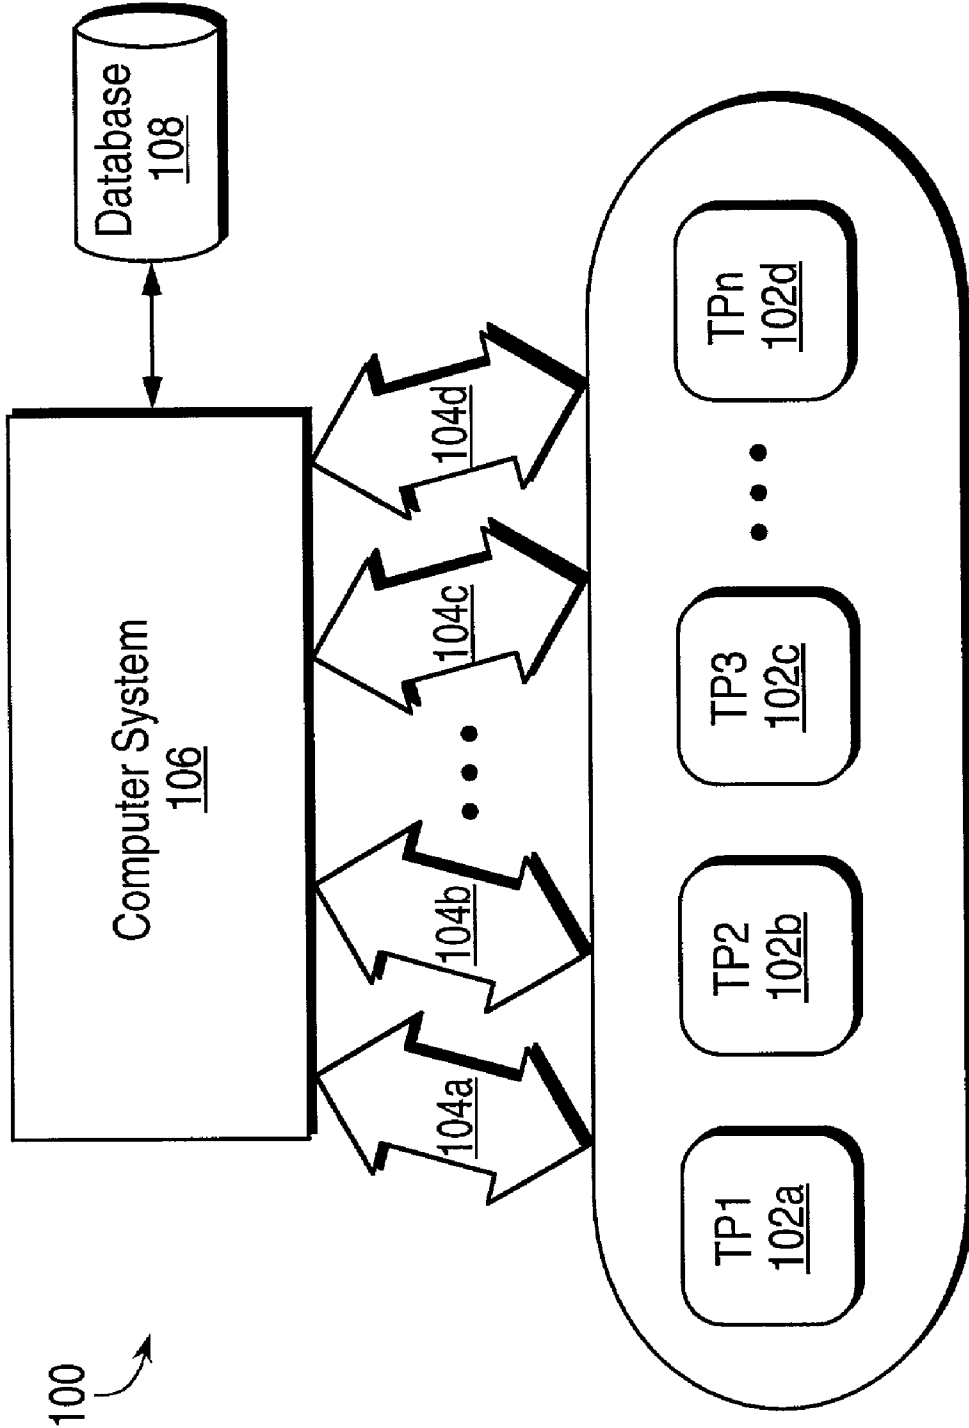 100
Computer System
106
Database
108
104a
104b
104c
104d
TP1
102a
TP2
102b
TP3
102c
TPn
102d